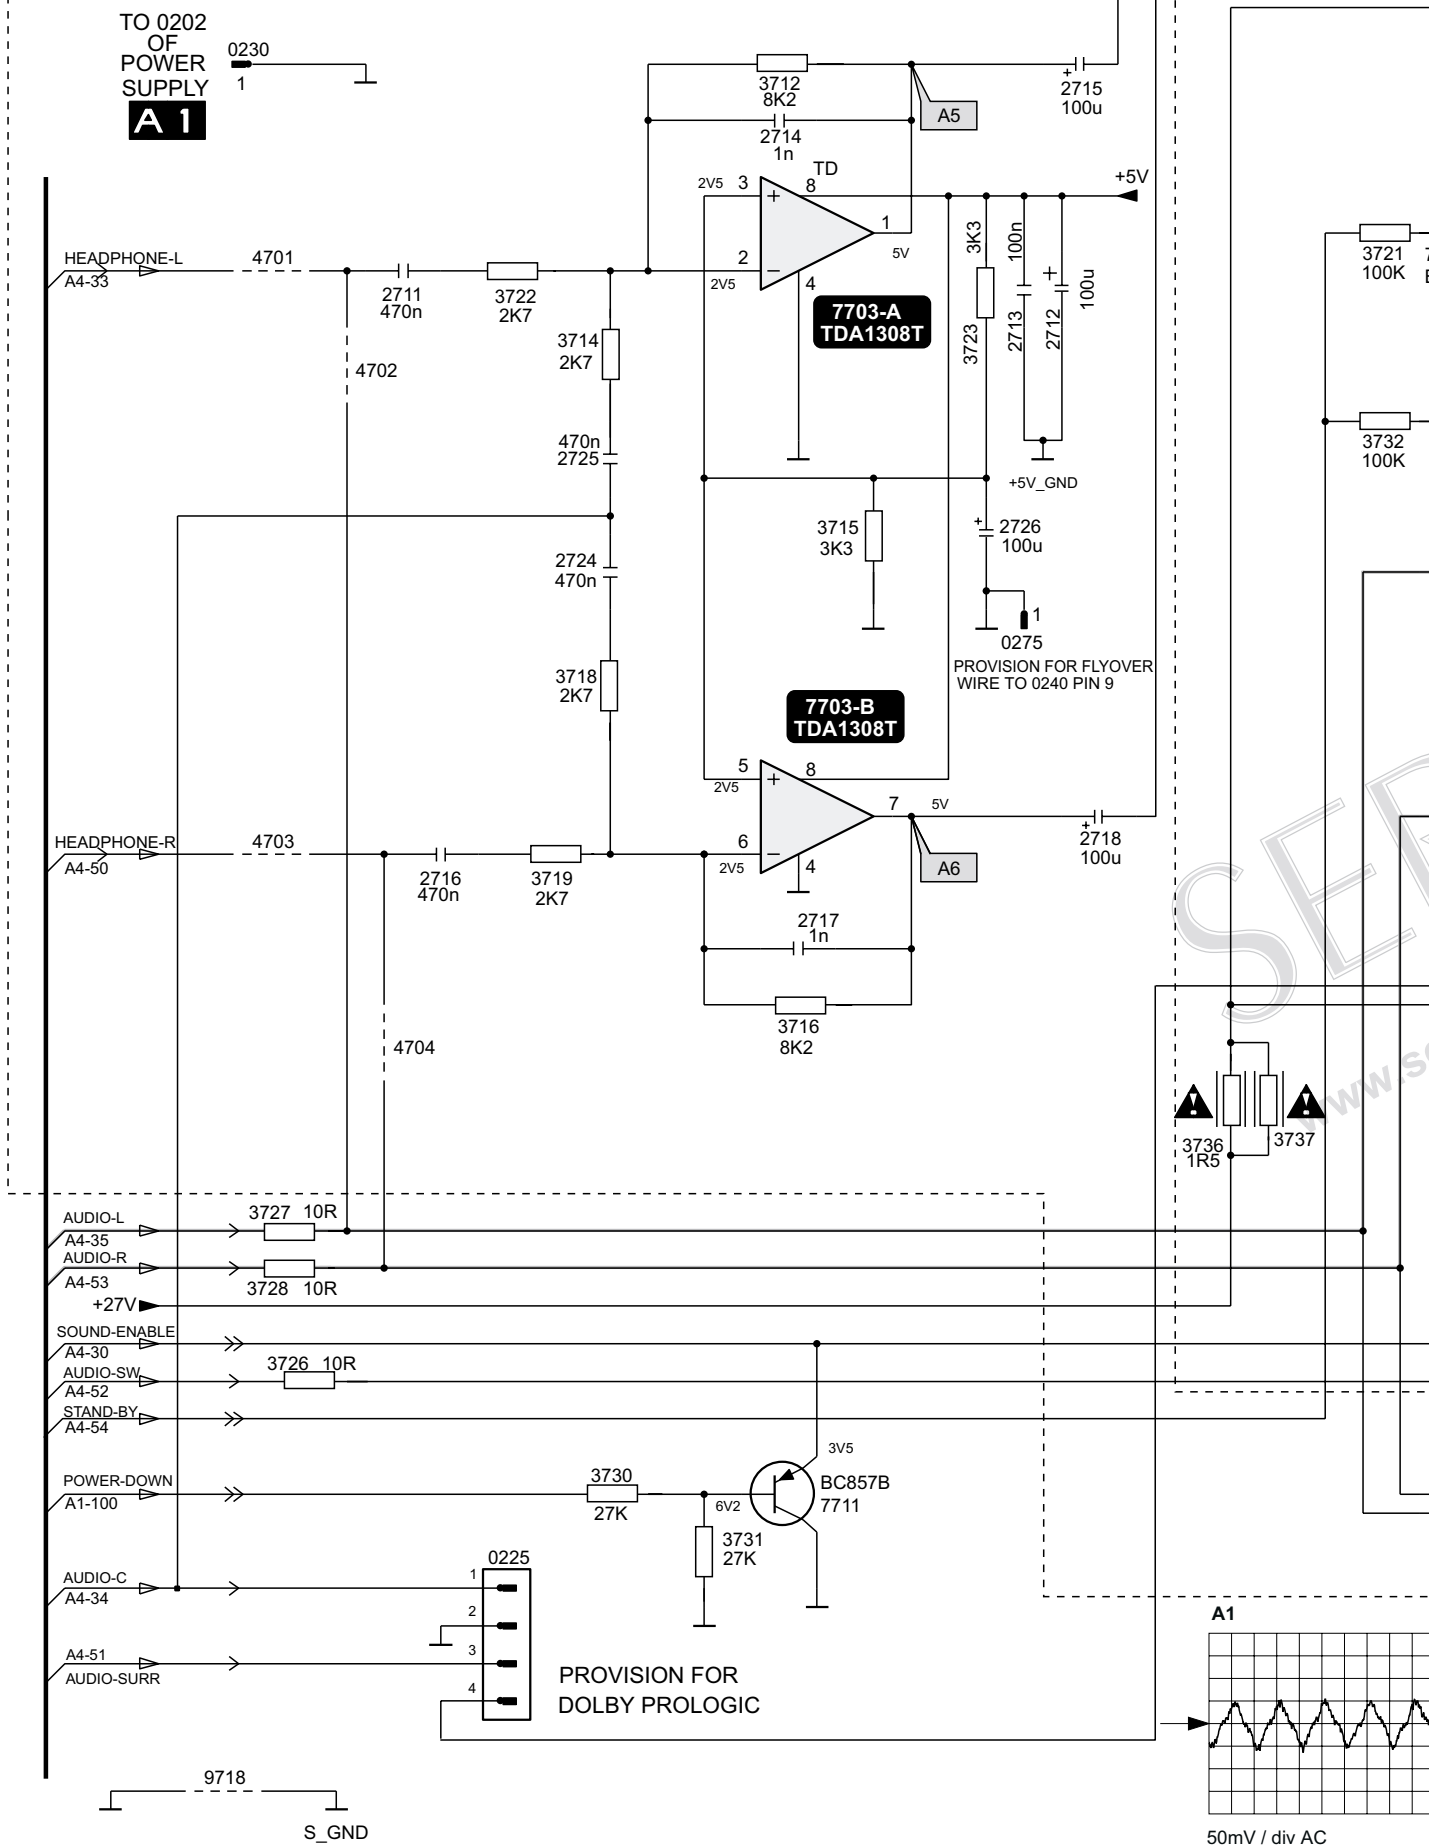 TO 0202
OF
POWER
SUPPLY
A 1
0230
1
3712
8K2
2714
1n
A5
2715
100u
TD
2V5 3
8
+
1
5V
2
2V5
−
4
+5V
7703-A
TDA1308T
3K3
3723
100n
2713
+
100u
2712
+5V_GND
HEADPHONE-L
A4-33
4701
2711
470n
3722
2K7
3714
2K7
4702
470n
2725
3715
3K3
+
2726
100u
1
0275
PROVISION FOR FLYOVER
WIRE TO 0240 PIN 9
2724
470n
3718
2K7
7703-B
TDA1308T
5
2V5
8
+
7
5V
6
2V5
−
4
A6
+
2718
100u
HEADPHONE-R
A4-50
4703
2716
470n
3719
2K7
2717
1n
3716
8K2
4704
3721
100K
3732
100K
3736
1R5
3737
AUDIO-L
A4-35
3727 10R
AUDIO-R
A4-53
3728 10R
+27V
SOUND-ENABLE
A4-30
AUDIO-SW
A4-52
3726 10R
STAND-BY
A4-54
POWER-DOWN
A1-100
3730
27K
6V2
3V5
BC857B
7711
3731
27K
AUDIO-C
A4-34
0225
1
2
3
4
A4-51
AUDIO-SURR
PROVISION FOR
DOLBY PROLOGIC
9718
S_GND
A1
50mV / div AC
www.s